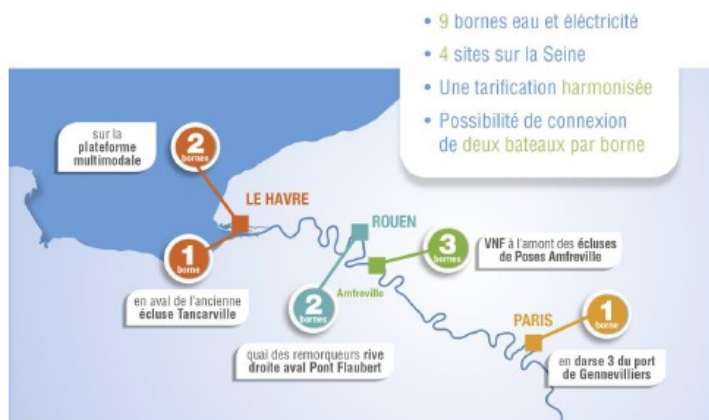 • 9 bornes eau et éléctricité
• 4 sites sur la Seine
• Une tarification harmonisée
• Possibilité de connexion
de deux bateaux par borne
sur la
plateforme
multimodale
2
bornes
LE HAVRE
1
borne
en aval de l'ancienne
écluse Tancarville
ROUEN
2
bornes
quai des remorqueurs rive
droite aval Pont Flaubert
3
bornes
VNF à l'amont des écluses
de Poses Amfreville
Amfreville
PARIS
1
borne
en darse 3 du port
de Gennevilliers